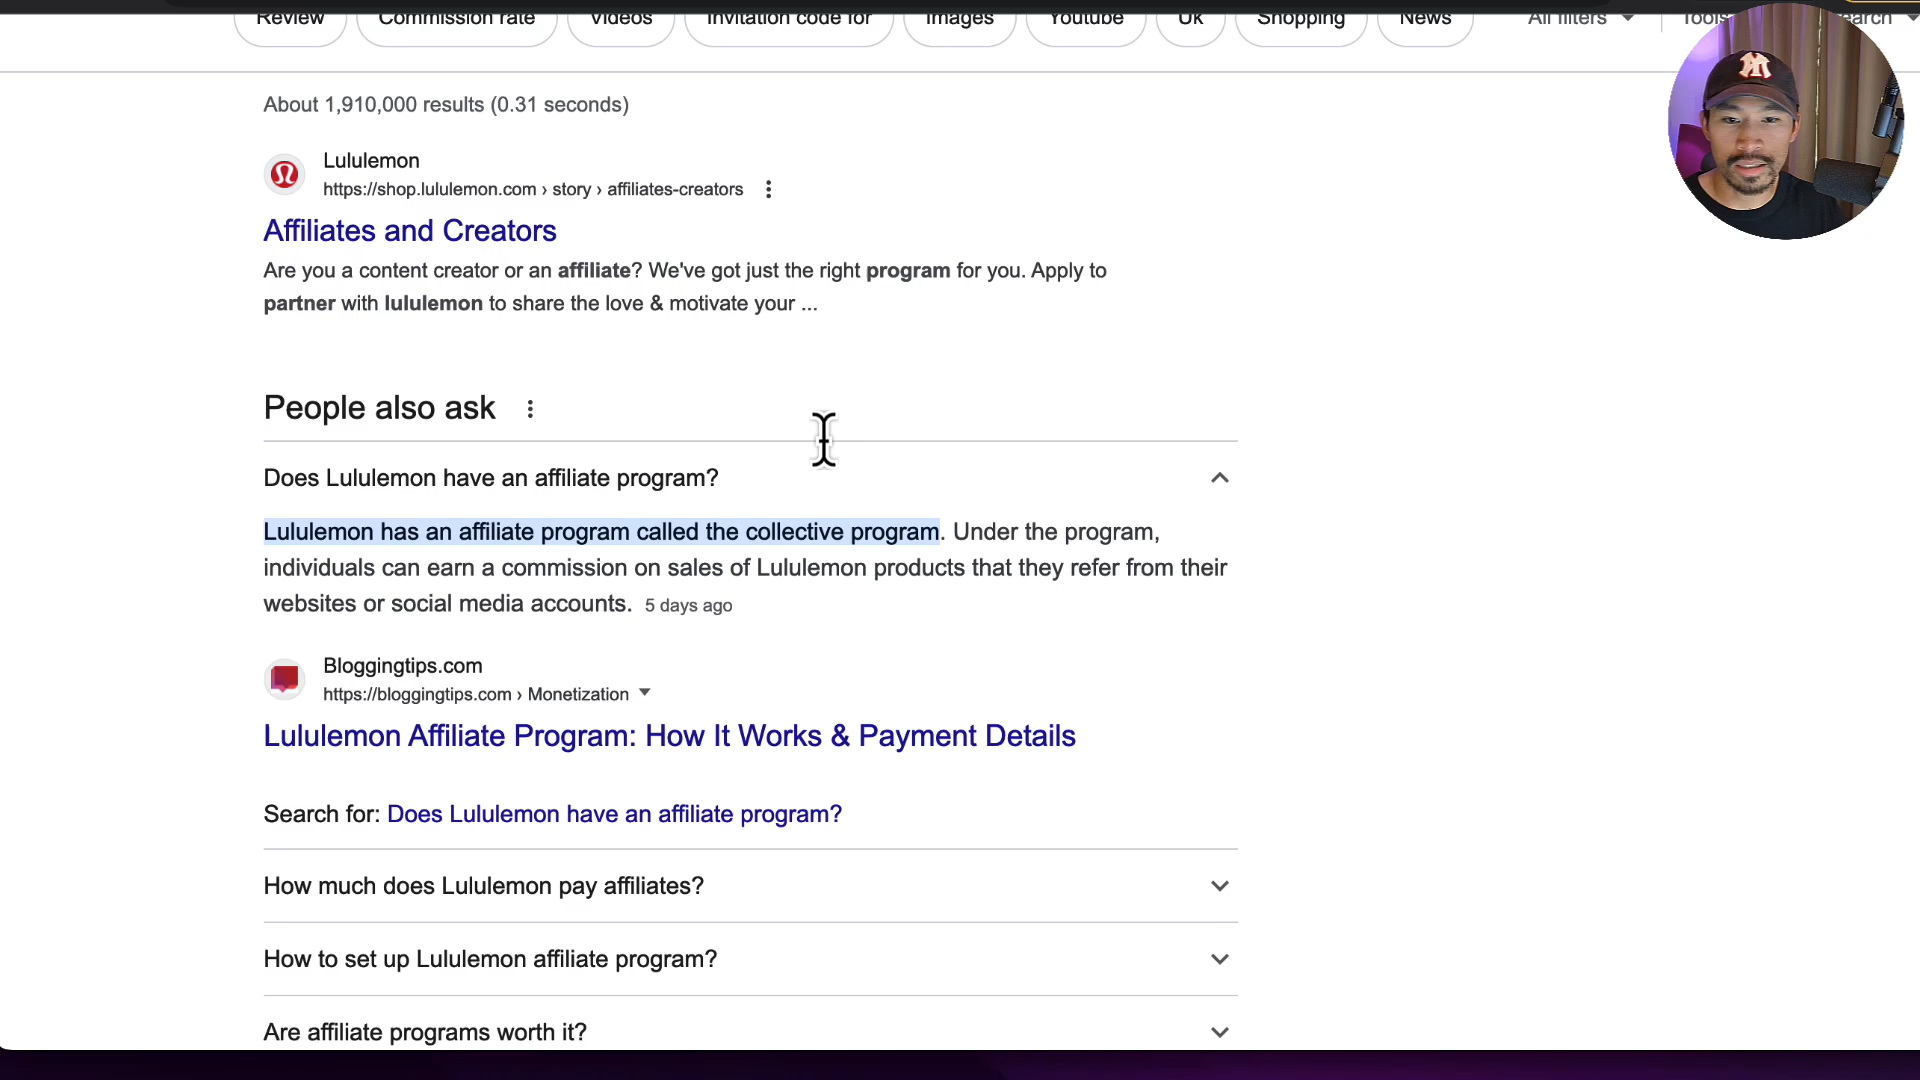 Review
Commission rate
Videos
Invitation code for
Images
Youtube
Uk
Shopping
News
All filters
Tools
earch
About 1,910,000 results (0.31 seconds)
Lululemon
https://shop.lululemon.com › story › affiliates-creators
Affiliates and Creators
Are you a content creator or an affiliate? We've got just the right program for you. Apply to
partner with lululemon to share the love & motivate your ...
People also ask
Does Lululemon have an affiliate program?
Lululemon has an affiliate program called the collective program. Under the program,
individuals can earn a commission on sales of Lululemon products that they refer from their
websites or social media accounts. 5 days ago
Bloggingtips.com
https://bloggingtips.com › Monetization
Lululemon Affiliate Program: How It Works & Payment Details
Search for: Does Lululemon have an affiliate program?
How much does Lululemon pay affiliates?
How to set up Lululemon affiliate program?
Are affiliate programs worth it?